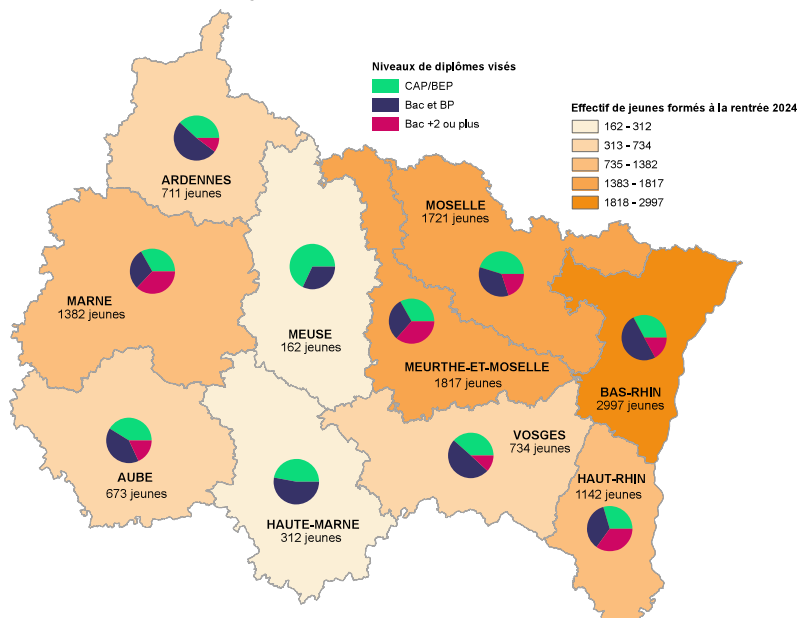 Niveaux de diplômes visés
CAP/BEP
Bac et BP
Bac +2 ou plus
Effectif de jeunes formés à la rentrée 2024
162 - 312
313 - 734
735 - 1382
1383 - 1817
1818 - 2997
ARDENNES
711 jeunes
MOSELLE
1721 jeunes
MARNE
1382 jeunes
MEUSE
162 jeunes
MEURTHE-ET-MOSELLE
1817 jeunes
BAS-RHIN
2997 jeunes
AUBE
673 jeunes
HAUTE-MARNE
312 jeunes
VOSGES
734 jeunes
HAUT-RHIN
1142 jeunes